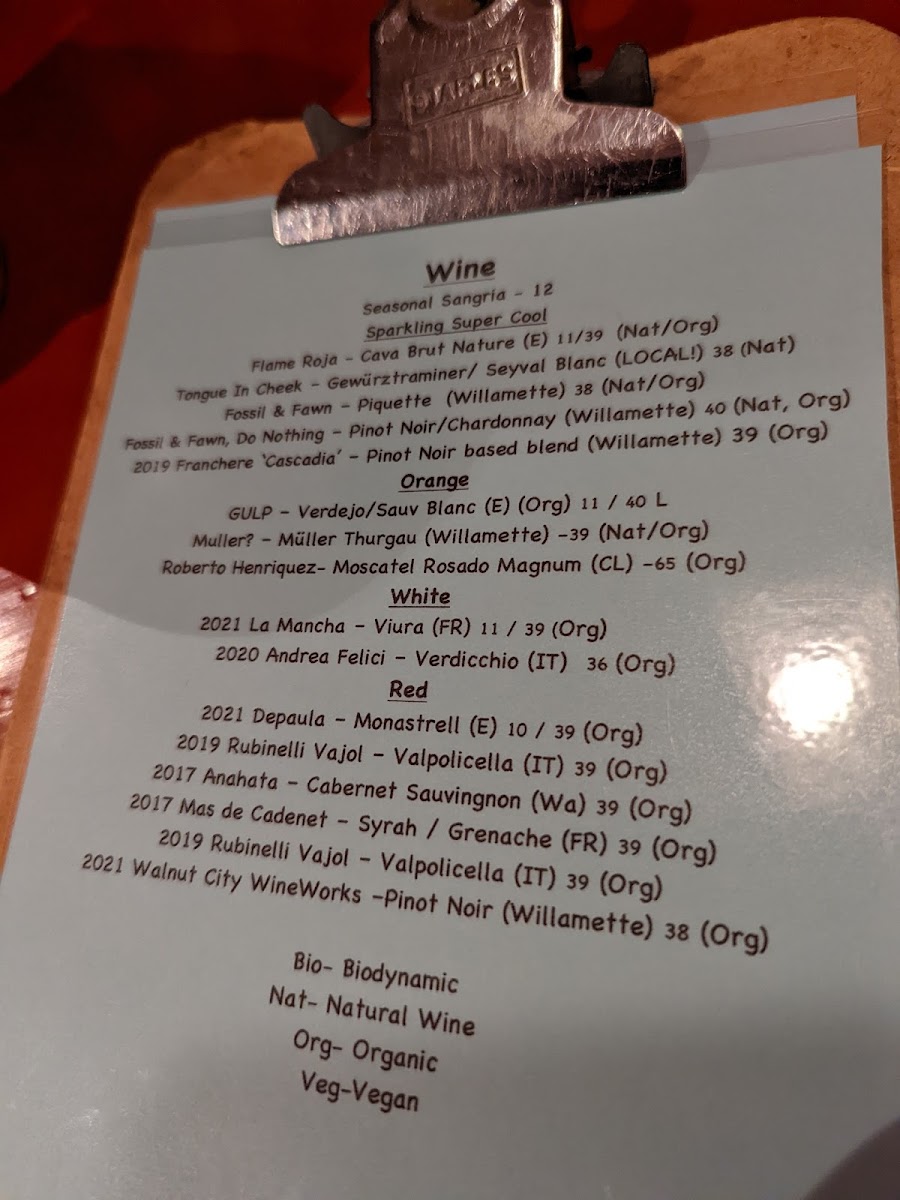 STAPLES
Wine
Seasonal Sangria - 12
Sparkling Super Cool
Flame Roja - Cava Brut Nature (E) 11/39 (Nat/Org)
Tongue In Cheek - Gewürztraminer/ Seyval Blanc (LOCAL!) 38 (Nat)
Fossil & Fawn - Piquette (Willamette) 38 (Nat/Org)
Fossil & Fawn, Do Nothing - Pinot Noir/Chardonnay (Willamette) 40 (Nat, Org)
2019 Franchere 'Cascadia' - Pinot Noir based blend (Willamette) 39 (Org)
Orange
GULP - Verdejo/Sauv Blanc (E) (Org) 11 / 40 L
Muller? - Müller Thurgau (Willamette) -39 (Nat/Org)
Roberto Henriquez- Moscatel Rosado Magnum (CL) -65 (Org)
White
2021 La Mancha - Viura (FR) 11 / 39 (Org)
2020 Andrea Felici - Verdicchio (IT) 36 (Org)
Red
2021 Depaula - Monastrell (E) 10 / 39 (Org)
2019 Rubinelli Vajol - Valpolicella (IT) 39 (Org)
2017 Anahata - Cabernet Sauvingnon (Wa) 39 (Org)
2017 Mas de Cadenet - Syrah / Grenache (FR) 39 (Org)
2019 Rubinelli Vajol - Valpolicella (IT) 39 (Org)
2021 Walnut City WineWorks -Pinot Noir (Willamette) 38 (Org)
Bio- Biodynamic
Nat- Natural Wine
Org- Organic
Veg-Vegan